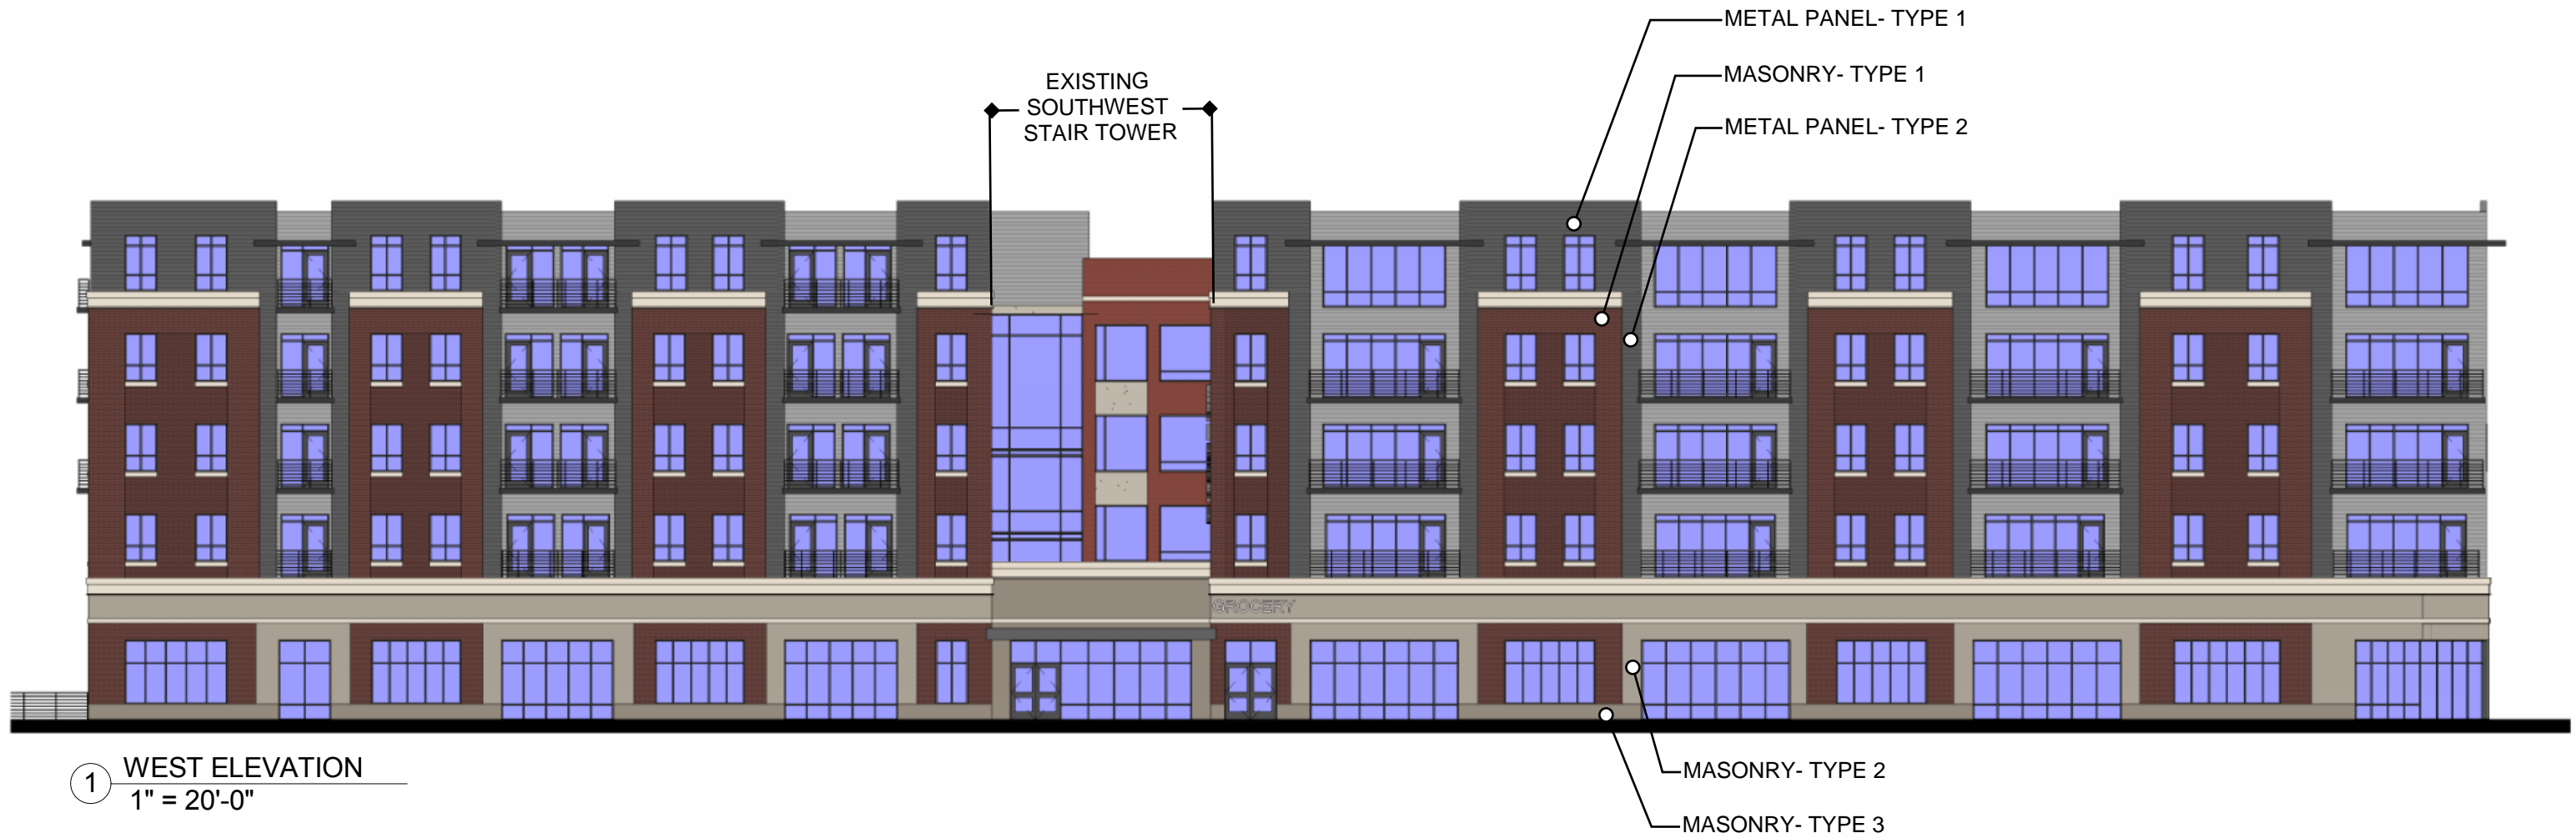 METAL PANEL- TYPE 1
MASONRY- TYPE 1
METAL PANEL- TYPE 2
EXISTING
SOUTHWEST
STAIR TOWER
GROCERY
MASONRY- TYPE 2
MASONRY- TYPE 3
1
WEST ELEVATION
1" = 20'-0"